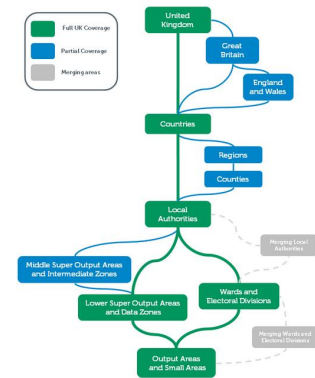 Full UK Coverage
Partial Coverage
Merging areas
United
Kingdom
Great
Britain
England
and Wales
Countries
Regions
Counties
Local
Authorities
Merging Local
Authorities
Middle Super Output Areas
and Intermediate Zones
Wards and
Electoral Divisions
Lower Super Output Areas
and Data Zones
Merging Wards and
Electoral Divisions
Output Areas
and Small Areas